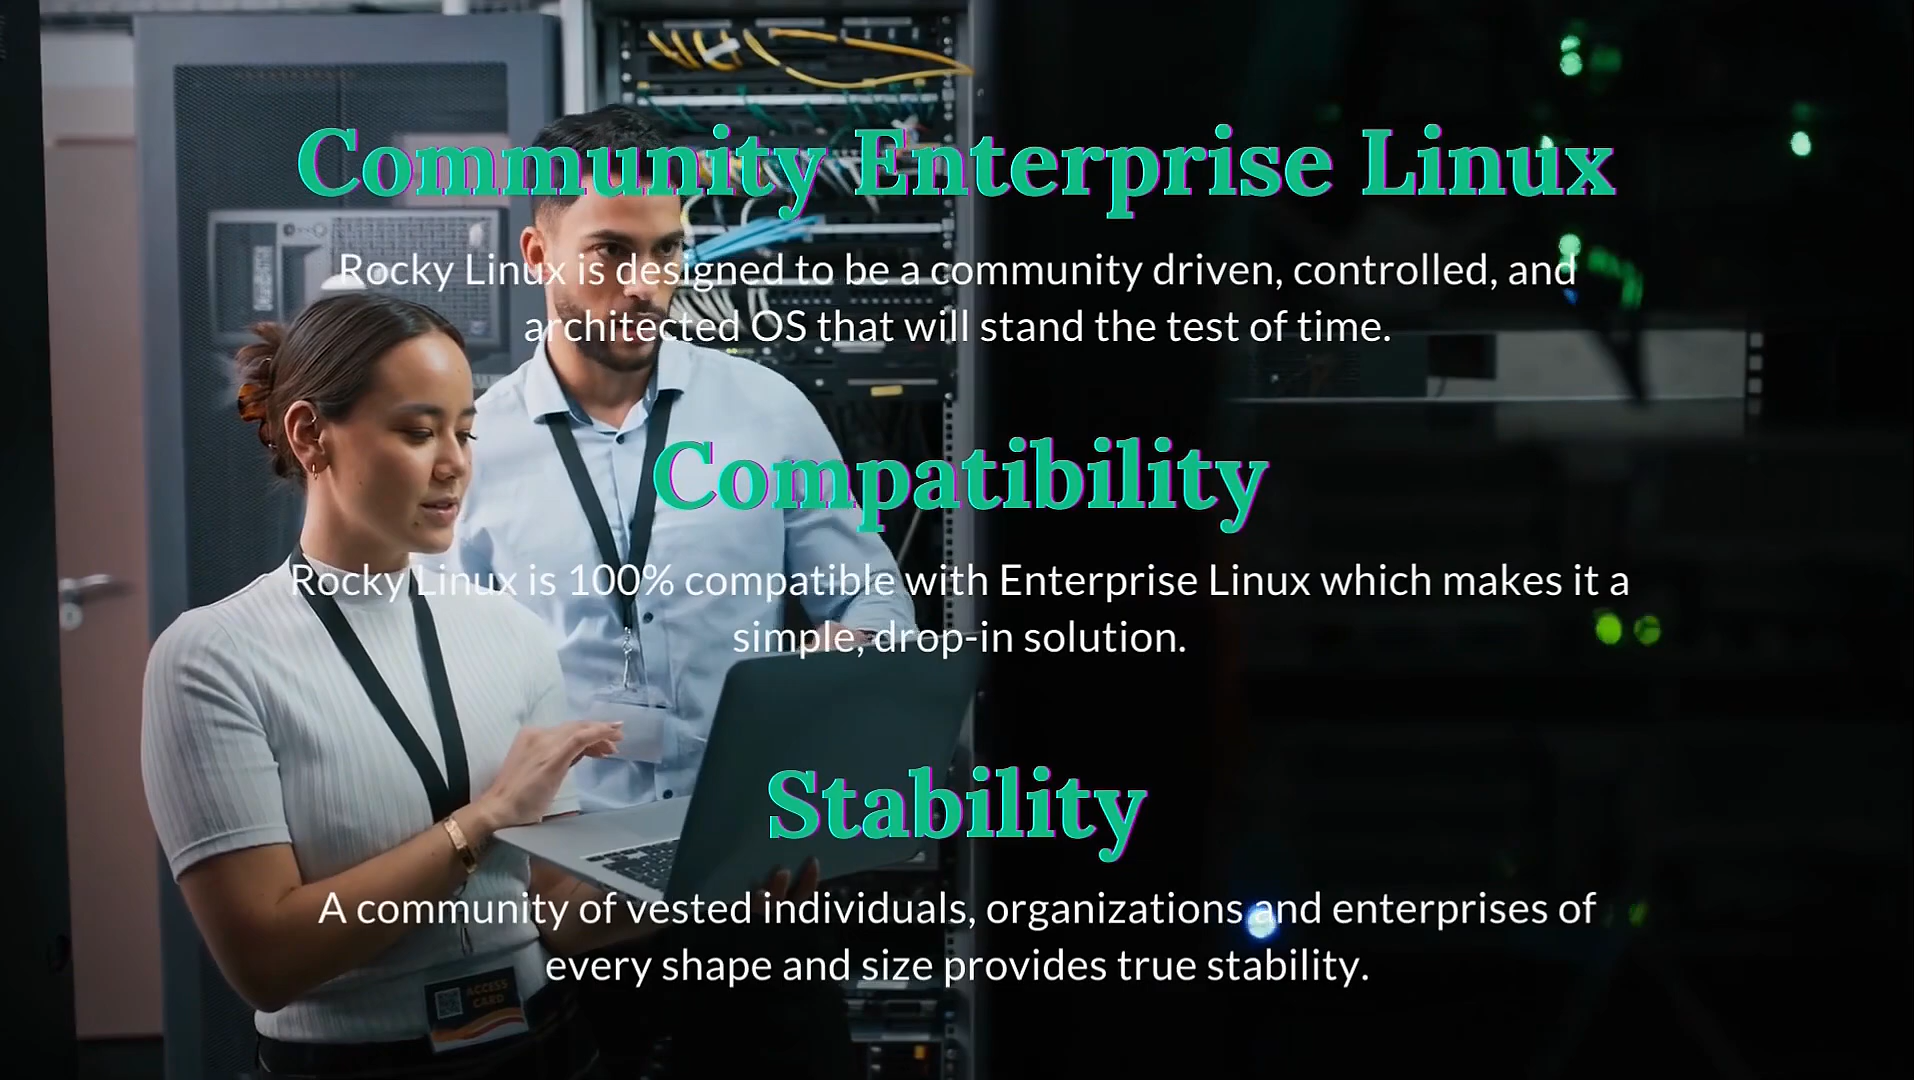 Community Enterprise Linux
Rocky Linux is designed to be a community driven, controlled, and
architected OS that will stand the test of time.
Compatibility
Rocky Linux is 100% compatible with Enterprise Linux which makes it a
simple, drop-in solution.
Stability
A community of vested individuals, organizations and enterprises of
every shape and size provides true stability.
ACCESS
CARD